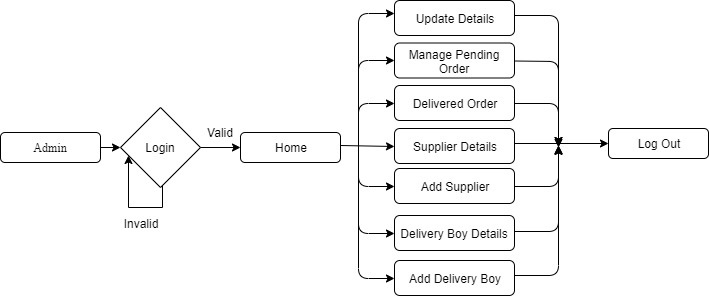 Update Details
Manage Pending
Order
Delivered Order
Admin
Login
Valid
Home
Supplier Details
Log Out
Add Supplier
Invalid
Delivery Boy Details
Add Delivery Boy